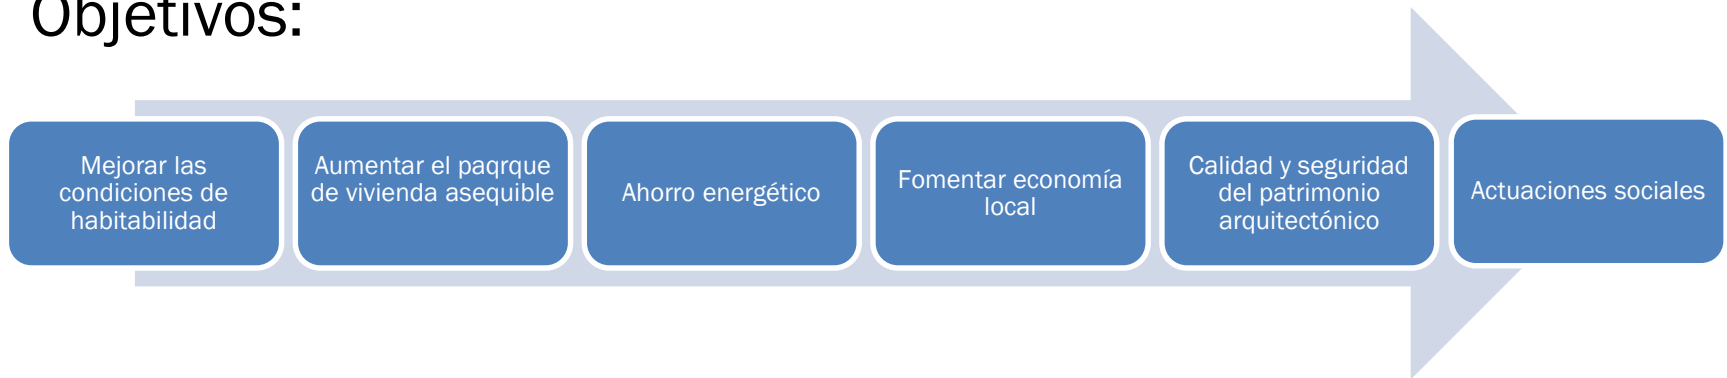 Objetivos:
Mejorar las
condiciones de
habitabilidad
Aumentar el paqrque
de vivienda asequible
Ahorro energético
Fomentar economía
local
Calidad y seguridad
del patrimonio
arquitectónico
Actuaciones sociales